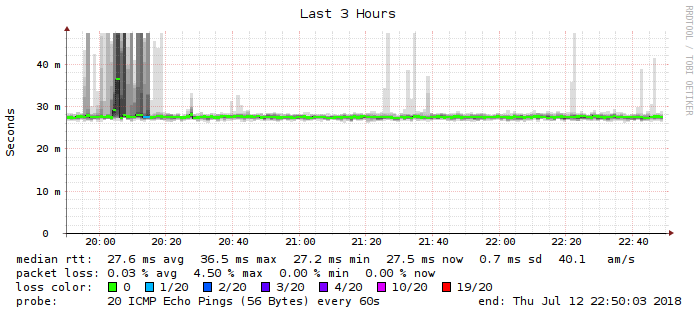 Last 3 Hours
RRDTOOL / TOBI OETIKER
Seconds
40 m
30 m
20 m
10 m
0
20:00 20:20 20:40 21:00 21:20 21:40 22:00 22:20 22:40
median rtt: 27.6 ms avg 36.5 ms max 27.2 ms min 27.5 ms now 0.7 ms sd 40.1 am/s
packet loss: 0.03 % avg 4.50 % max 0.00 % min 0.00 % now
loss color: 0 1/20 2/20 3/20 4/20 10/20 19/20
probe: 20 ICMP Echo Pings (56 Bytes) every 60s end: Thu Jul 12 22:50:03 2018